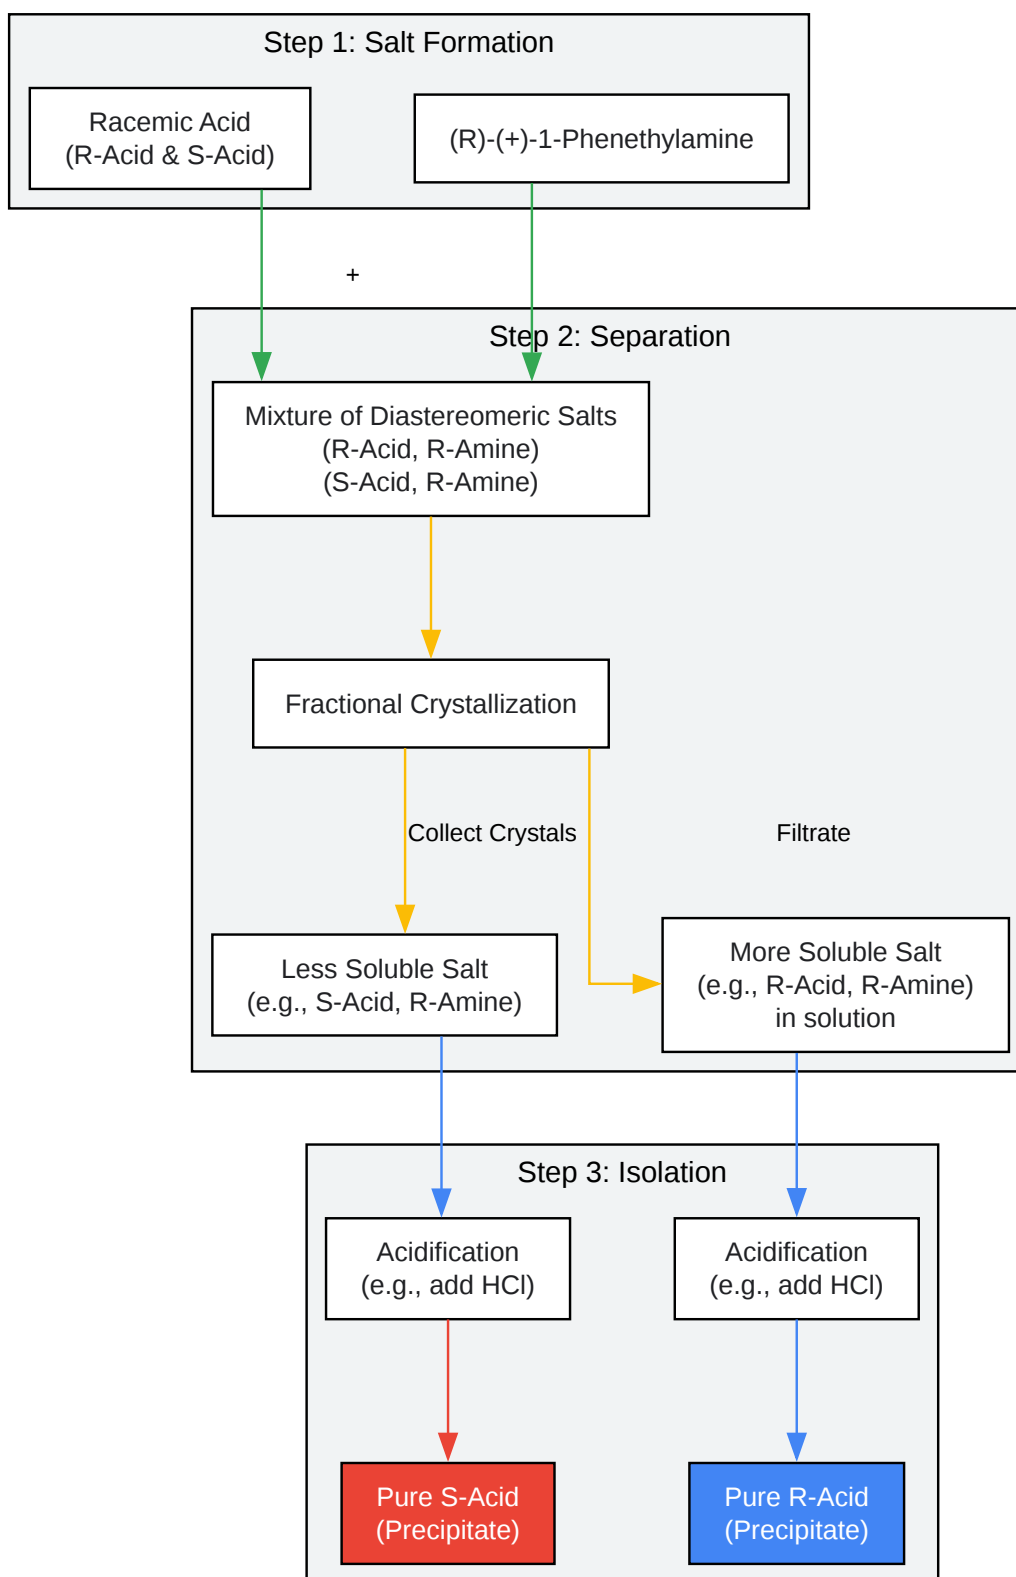 Step 1: Salt Formation
Racemic Acid
(R-Acid & S-Acid)
(R)-(+)-1-Phenethylamine
+
Step 2: Separation
Mixture of Diastereomeric Salts
(R-Acid, R-Amine)
(S-Acid, R-Amine)
Fractional Crystallization
Collect Crystals
Filtrate
Less Soluble Salt
(e.g., S-Acid, R-Amine)
More Soluble Salt
(e.g., R-Acid, R-Amine)
in solution
Step 3: Isolation
Acidification
(e.g., add HCl)
Acidification
(e.g., add HCl)
Pure S-Acid
(Precipitate)
Pure R-Acid
(Precipitate)